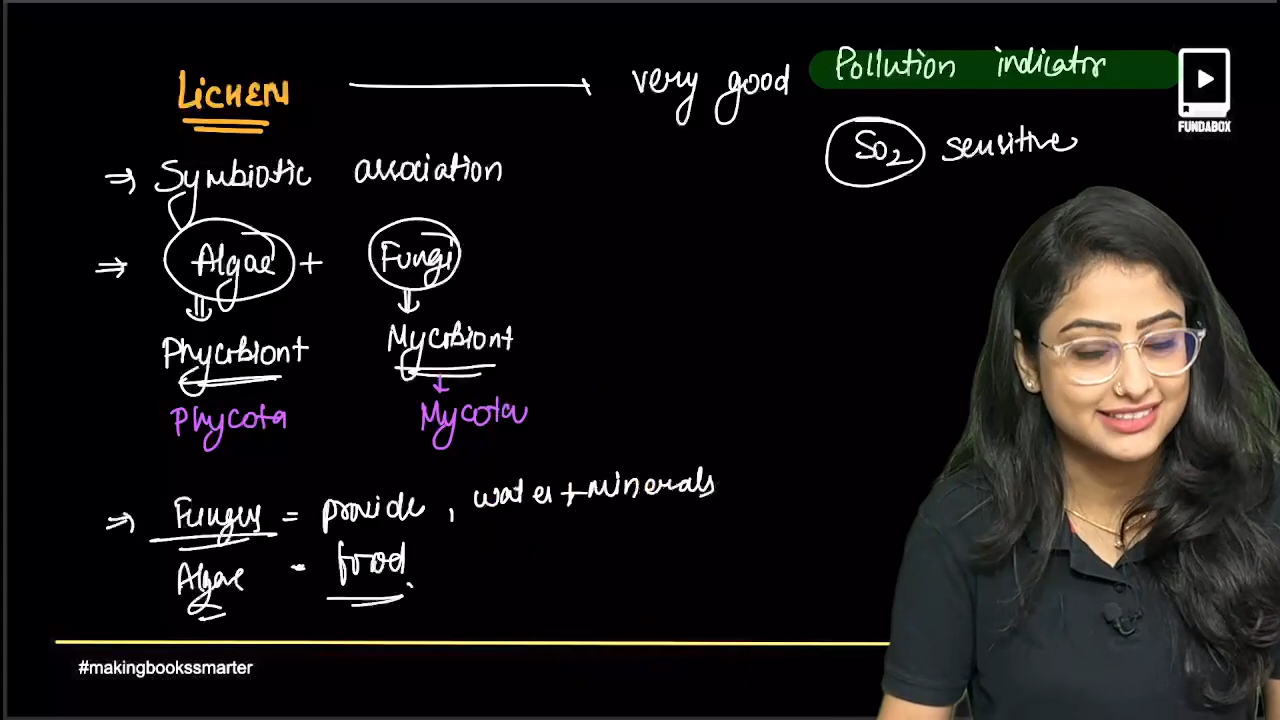 LICHEN → very good Pollution indicator
FUNDABOX
SO2 sensitive
⇒ Symbiotic association
⇒ Algae + Fungi
Phycobiont Mycobiont
Phycota Mycota
⇒ Fungus = provide, water + minerals
Algae - food
#makingbookssmarter